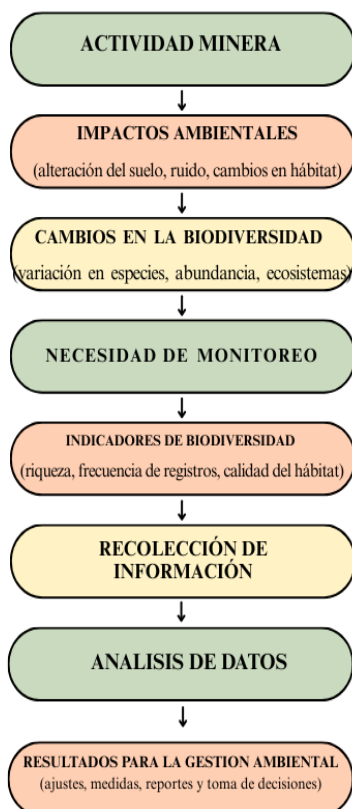 ACTIVIDAD MINERA
IMPACTOS AMBIENTALES
(alteración del suelo, ruido, cambios en hábitat)
CAMBIOS EN LA BIODIVERSIDAD
(variación en especies, abundancia, ecosistemas)
NECESIDAD DE MONITOREO
INDICADORES DE BIODIVERSIDAD
(riqueza, frecuencia de registros, calidad del hábitat)
RECOLECCIÓN DE
INFORMACIÓN
ANALISIS DE DATOS
RESULTADOS PARA LA GESTION AMBIENTAL
(ajustes, medidas, reportes y toma de decisiones)